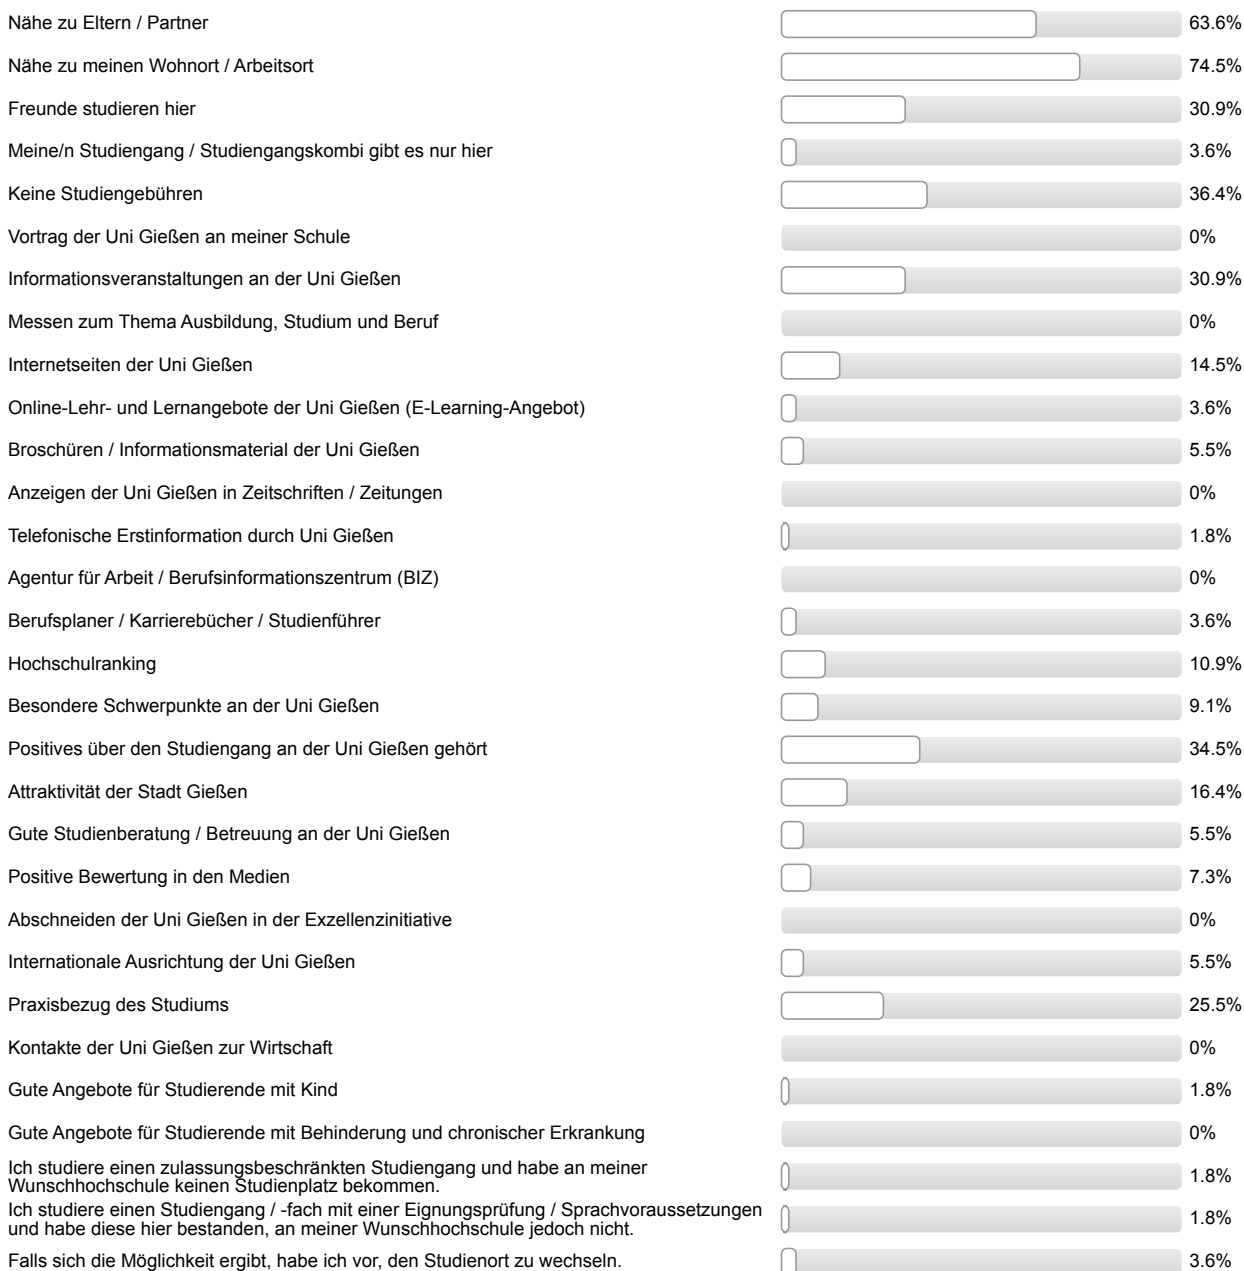 Nähe zu Eltern / Partner 63.6%
Nähe zu meinen Wohnort / Arbeitsort 74.5%
Freunde studieren hier 30.9%
Meine/n Studiengang / Studiengangskombi gibt es nur hier 3.6%
Keine Studiengebühren 36.4%
Vortrag der Uni Gießen an meiner Schule 0%
Informationsveranstaltungen an der Uni Gießen 30.9%
Messen zum Thema Ausbildung, Studium und Beruf 0%
Internetseiten der Uni Gießen 14.5%
Online-Lehr- und Lernangebote der Uni Gießen (E-Learning-Angebot) 3.6%
Broschüren / Informationsmaterial der Uni Gießen 5.5%
Anzeigen der Uni Gießen in Zeitschriften / Zeitungen 0%
Telefonische Erstinformation durch Uni Gießen 1.8%
Agentur für Arbeit / Berufsinformationszentrum (BIZ) 0%
Berufsplaner / Karrierebücher / Studienführer 3.6%
Hochschulranking 10.9%
Besondere Schwerpunkte an der Uni Gießen 9.1%
Positives über den Studiengang an der Uni Gießen gehört 34.5%
Attraktivität der Stadt Gießen 16.4%
Gute Studienberatung / Betreuung an der Uni Gießen 5.5%
Positive Bewertung in den Medien 7.3%
Abschneiden der Uni Gießen in der Exzellenzinitiative 0%
Internationale Ausrichtung der Uni Gießen 5.5%
Praxisbezug des Studiums 25.5%
Kontakte der Uni Gießen zur Wirtschaft 0%
Gute Angebote für Studierende mit Kind 1.8%
Gute Angebote für Studierende mit Behinderung und chronischer Erkrankung 0%
Ich studiere einen zulassungsbeschränkten Studiengang und habe an meiner
Wunschhochschule keinen Studienplatz bekommen. 1.8%
Ich studiere einen Studiengang / -fach mit einer Eignungsprüfung / Sprachvoraussetzungen
und habe diese hier bestanden, an meiner Wunschhochschule jedoch nicht. 1.8%
Falls sich die Möglichkeit ergibt, habe ich vor, den Studienort zu wechseln. 3.6%